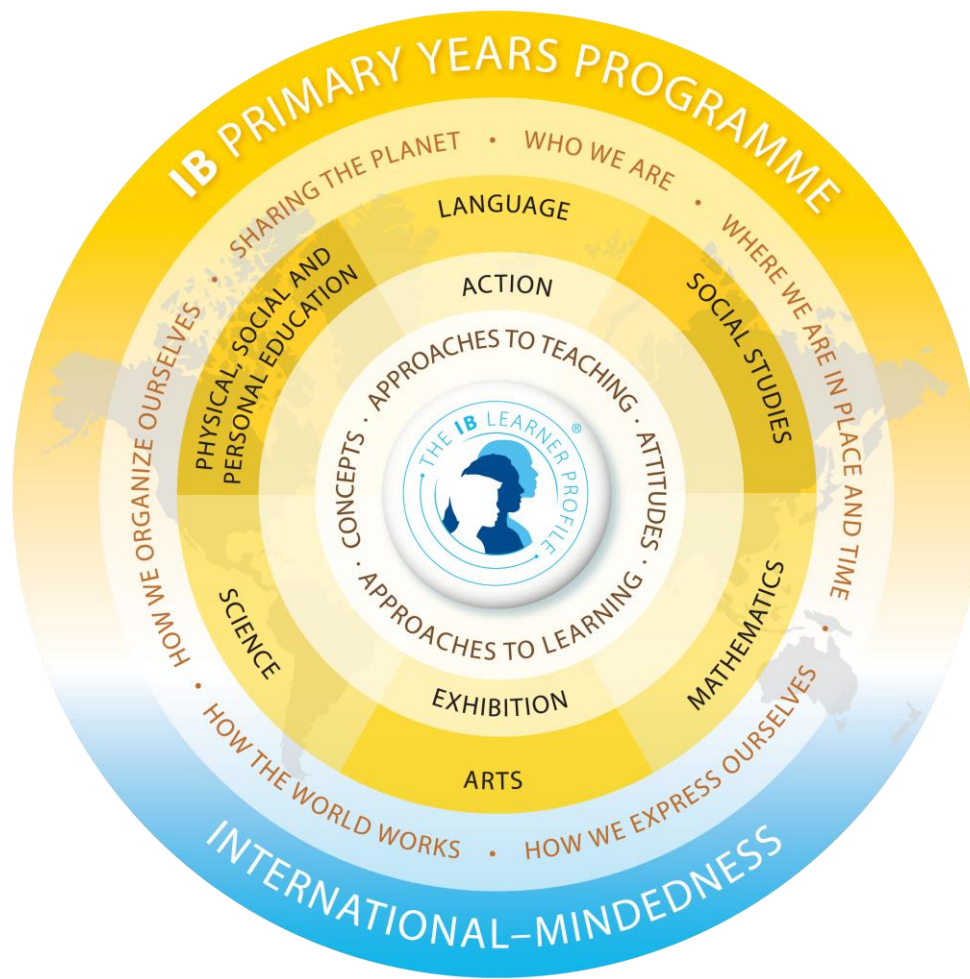 IB PRIMARY YEARS PROGRAMME
SHARING THE PLANET • WHO WE ARE • WHERE WE ARE IN PLACE AND TIME • HOW WE EXPRESS OURSELVES • HOW THE WORLD WORKS • HOW WE ORGANIZE OURSELVES •
LANGUAGE
SOCIAL STUDIES
MATHEMATICS
ARTS
SCIENCE
PHYSICAL, SOCIAL AND
PERSONAL EDUCATION
ACTION
EXHIBITION
APPROACHES TO TEACHING • ATTITUDES • APPROACHES TO LEARNING • CONCEPTS •
• THE IB LEARNER PROFILE • ®
INTERNATIONAL–MINDEDNESS